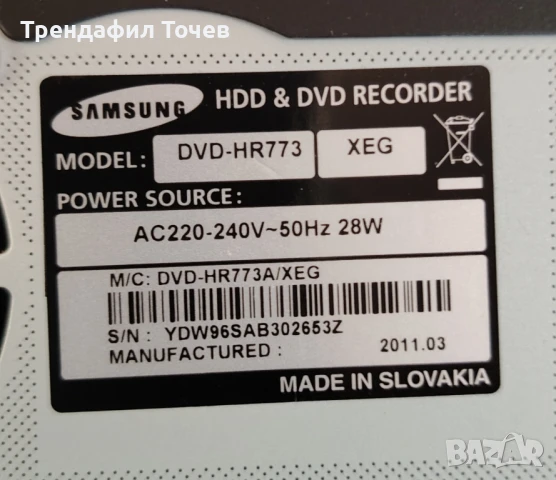 Трендафил Точев
SAMSUNG
HDD & DVD RECORDER
MODEL: DVD-HR773 XEG
POWER SOURCE:
AC220-240V~50Hz 28W
M/C: DVD-HR773A/XEG
S/N : YDW96SAB302653Z
MANUFACTURED : 2011.03
MADE IN SLOVAKIA
BAZAR